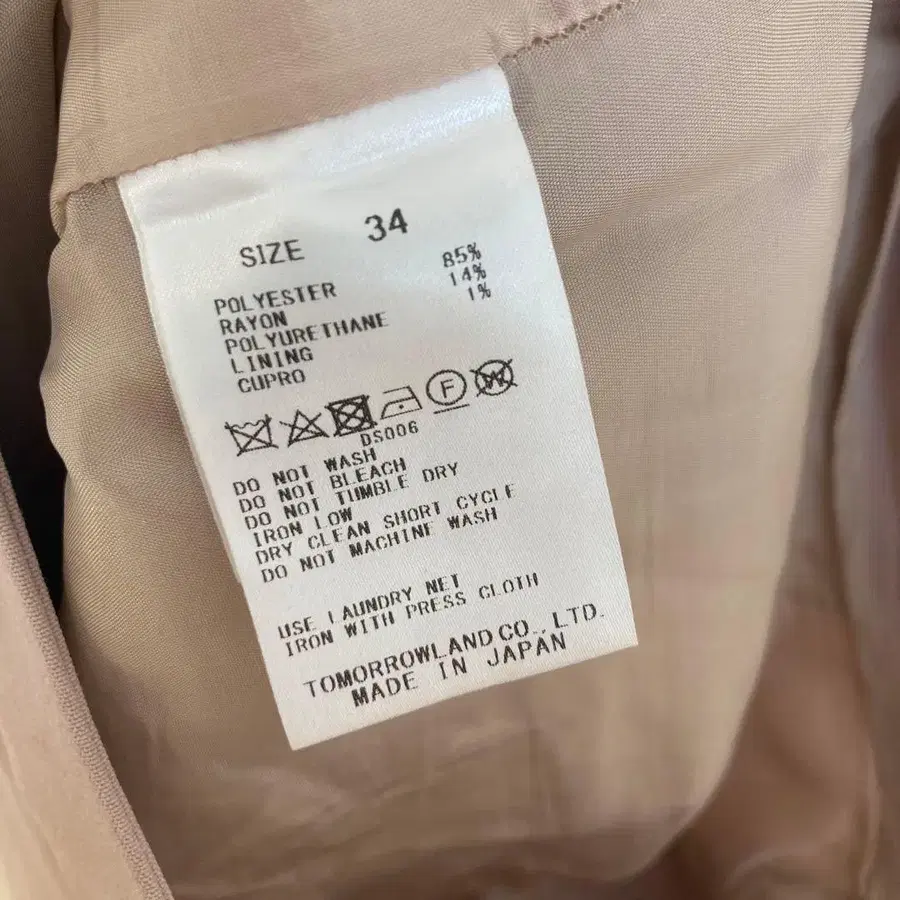 SIZE 34
POLYESTER 85%
RAYON 14%
POLYURETHANE 1%
LINING
CUPRO
F W
DS006
DO NOT WASH
DO NOT BLEACH
DO NOT TUMBLE DRY
IRON LOW
DRY CLEAN SHORT CYCLE
DO NOT MACHINE WASH
USE LAUNDRY NET
IRON WITH PRESS CLOTH
TOMORROWLAND CO., LTD.
MADE IN JAPAN